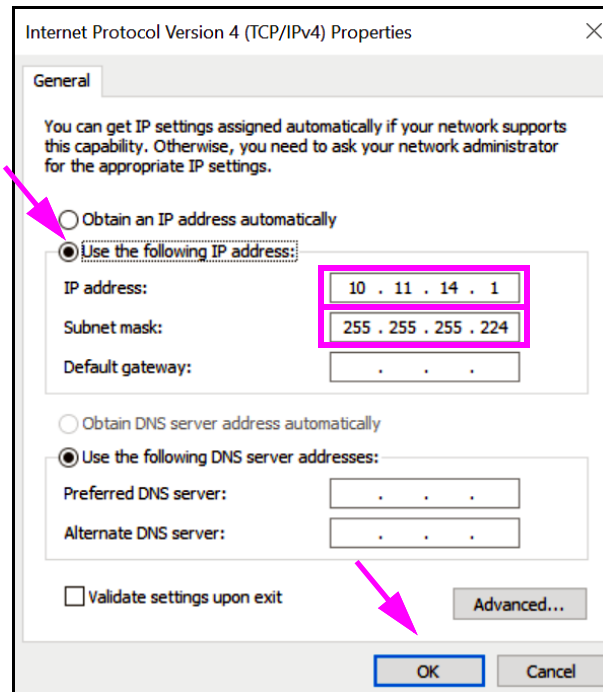 Internet Protocol Version 4 (TCP/IPv4) Properties
General
You can get IP settings assigned automatically if your network supports
this capability. Otherwise, you need to ask your network administrator
for the appropriate IP settings.
Obtain an IP address automatically
Use the following IP address:
IP address: 10 . 11 . 14 . 1
Subnet mask: 255 . 255 . 255 . 224
Default gateway: . . .
Obtain DNS server address automatically
Use the following DNS server addresses:
Preferred DNS server: . . .
Alternate DNS server: . . .
Validate settings upon exit
Advanced...
OK Cancel